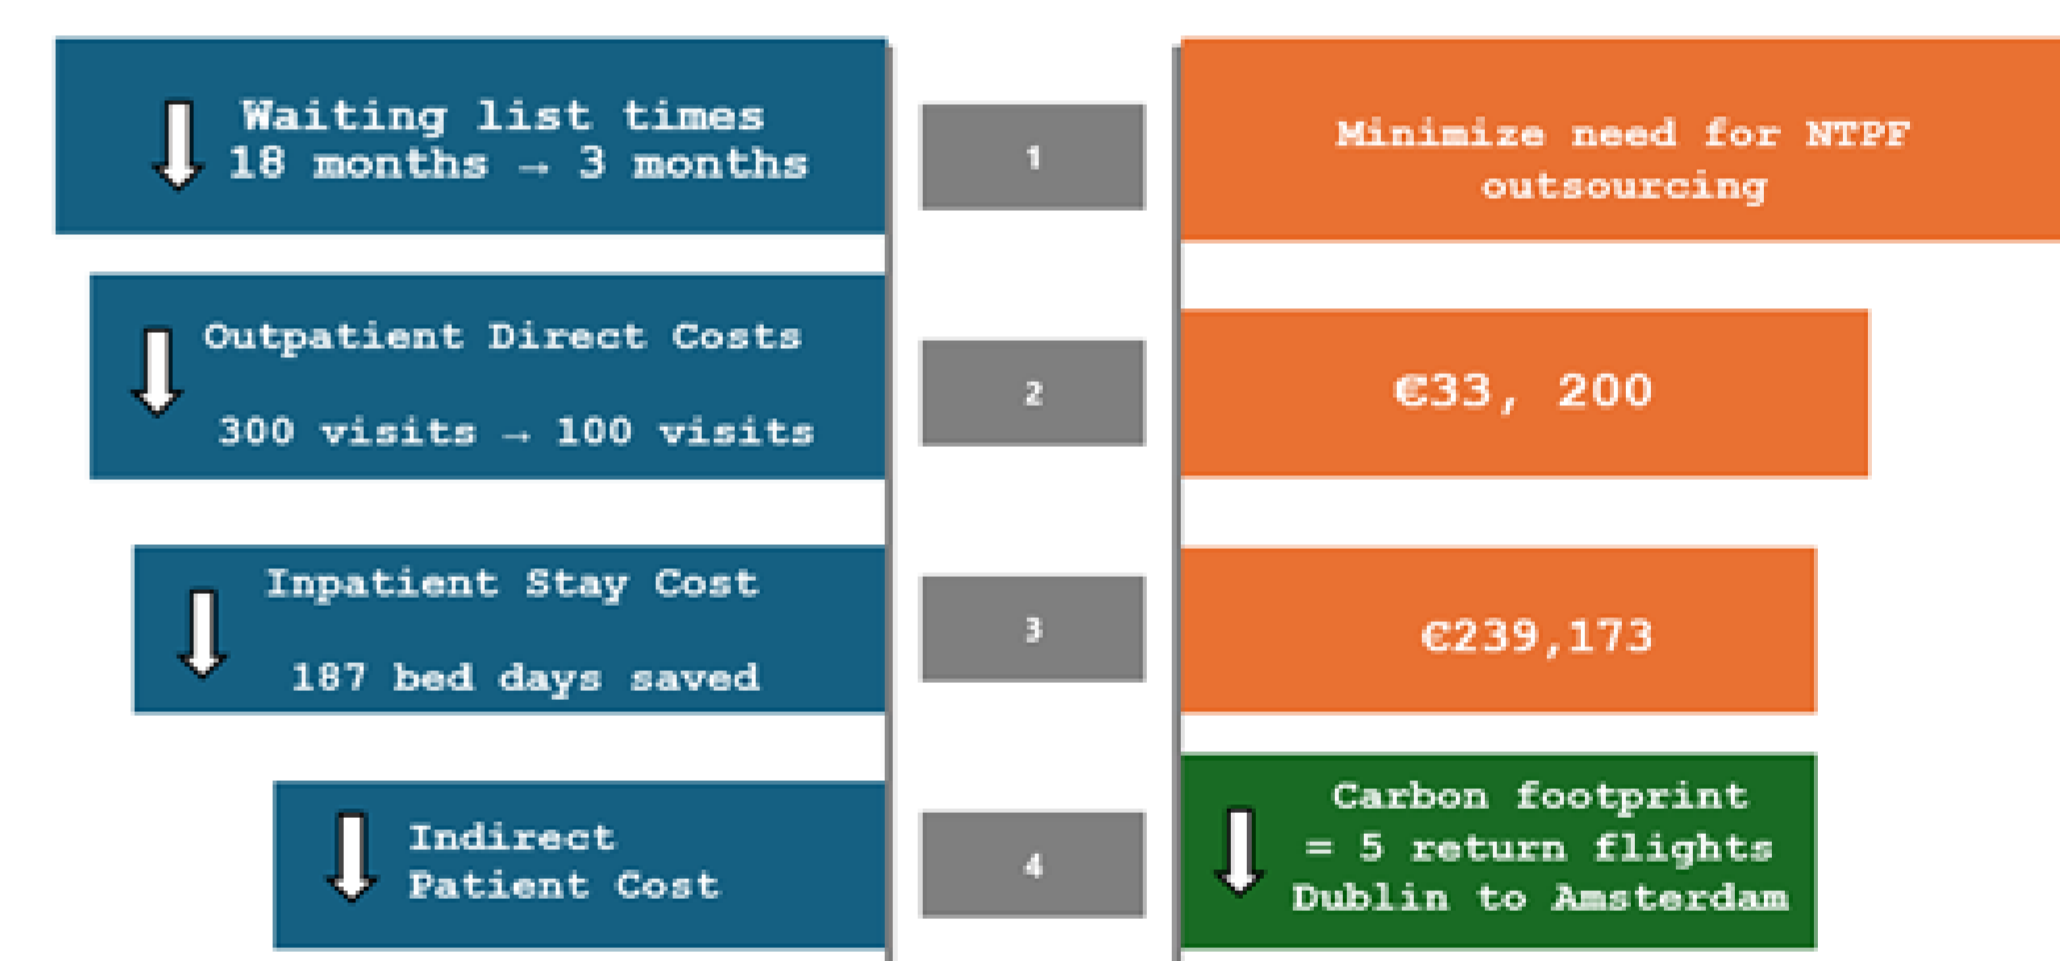 Waiting list times
18 months → 3 months
1
Minimize need for NTPF
outsourcing
Outpatient Direct Costs
300 visits → 100 visits
2
€33, 200
Inpatient Stay Cost
187 bed days saved
3
€239,173
Indirect
Patient Cost
4
Carbon footprint
= 5 return flights
Dublin to Amsterdam